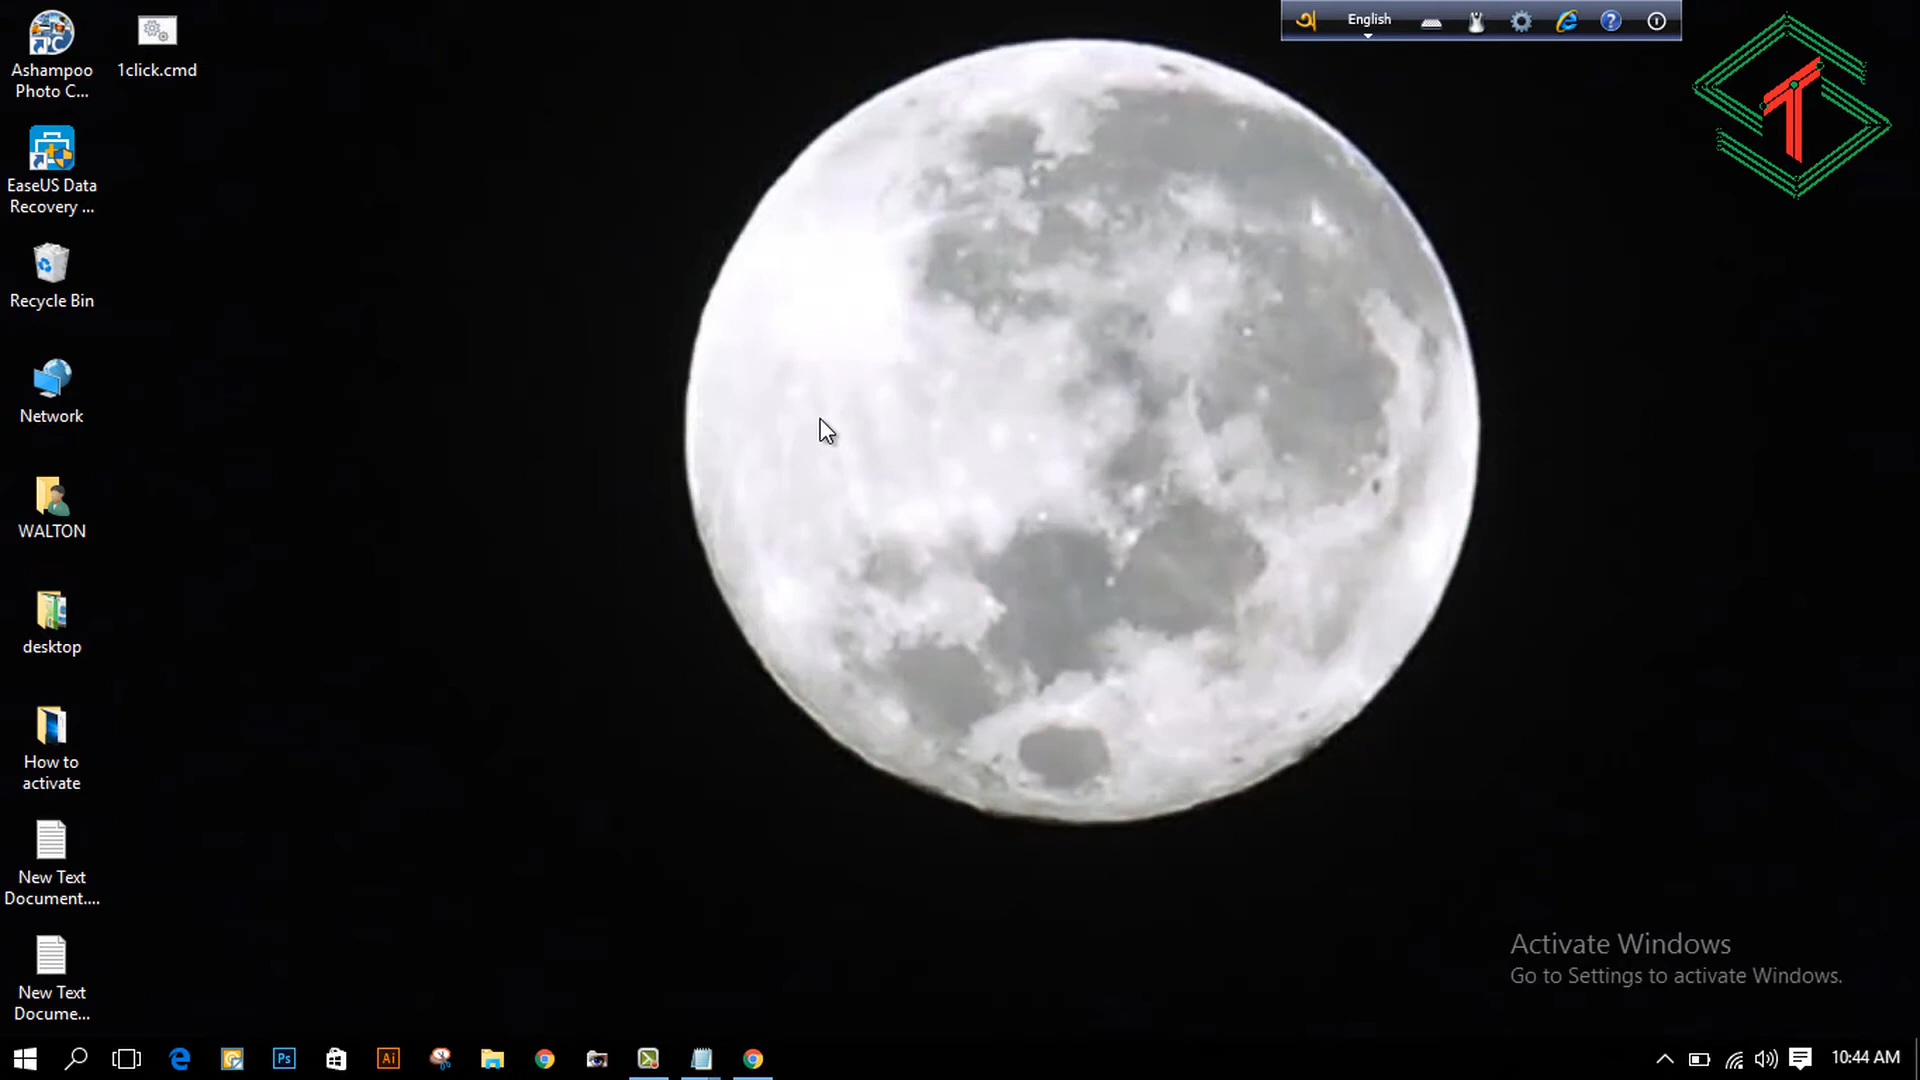 Ashampoo
Photo C...
1click.cmd
EaseUS Data
Recovery ...
Recycle Bin
Network
WALTON
desktop
How to
activate
New Text
Document....
New Text
Docume...
অ
English
T
Activate Windows
Go to Settings to activate Windows.
Ps
Ai
10:44 AM